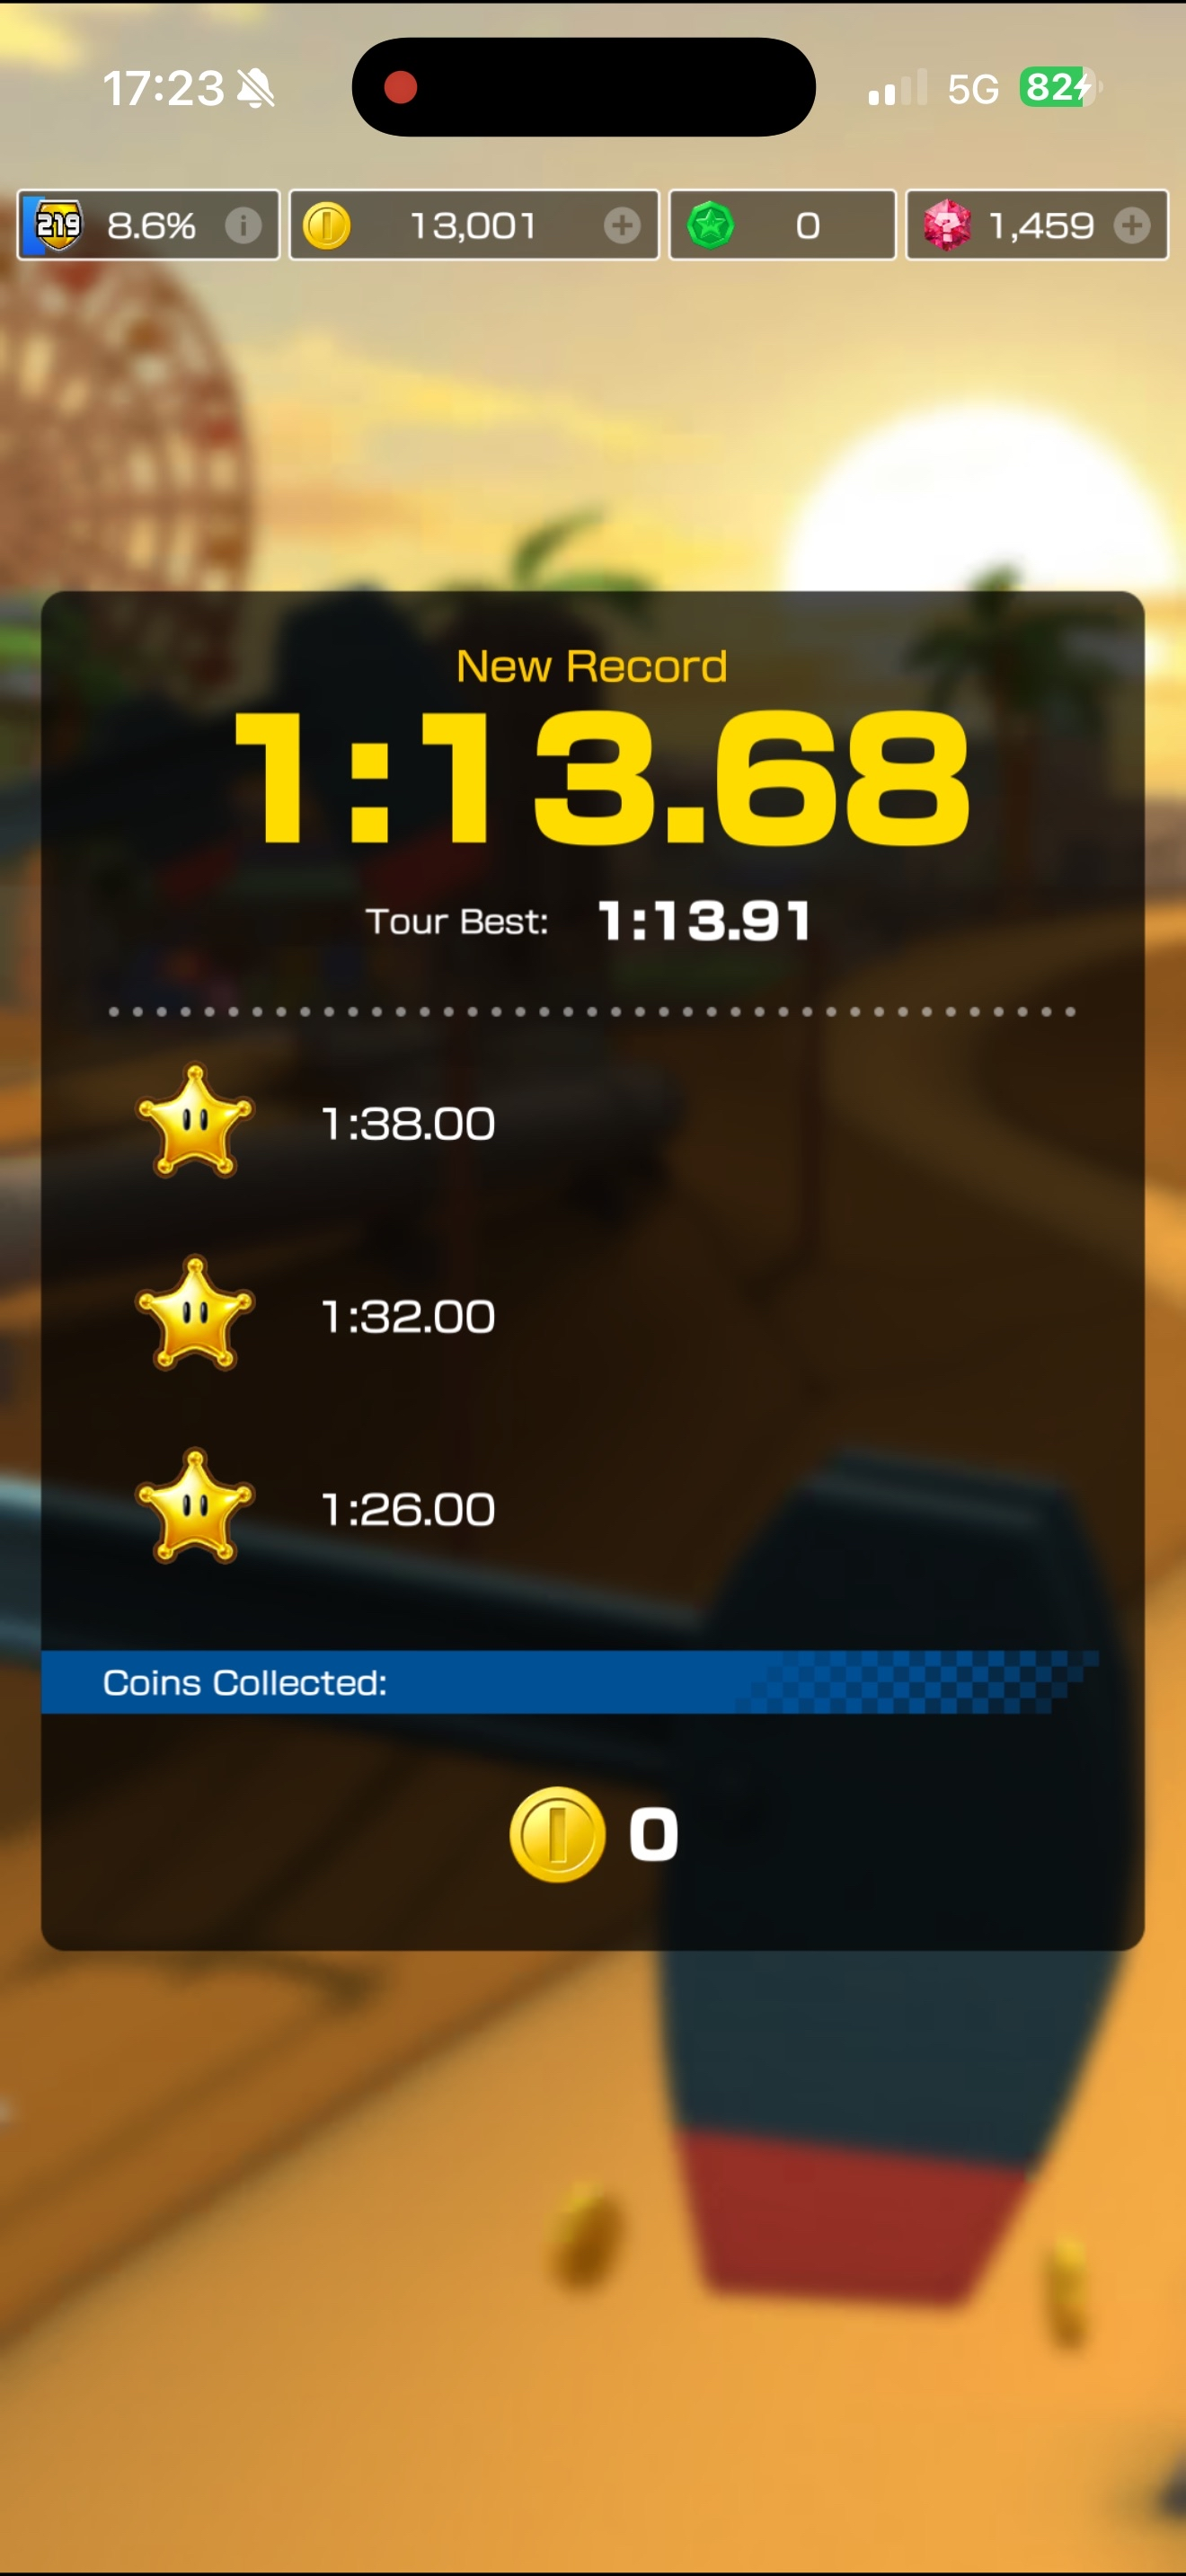 17:23 5G 82
219 8.6% i 13,001 + 0 ? 1,459 +
New Record
1:13.68
Tour Best: 1:13.91
1:38.00
1:32.00
1:26.00
Coins Collected:
0